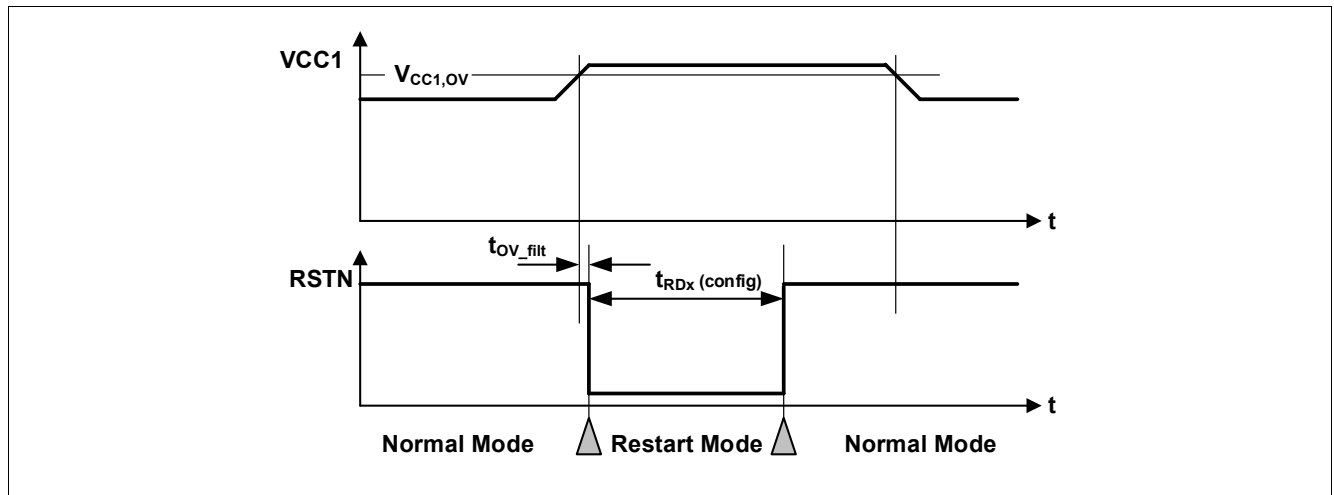 VCC1
VCC1,OV
t
tOV_filt
tRDx (config)
RSTN
t
Normal Mode
Restart Mode
Normal Mode